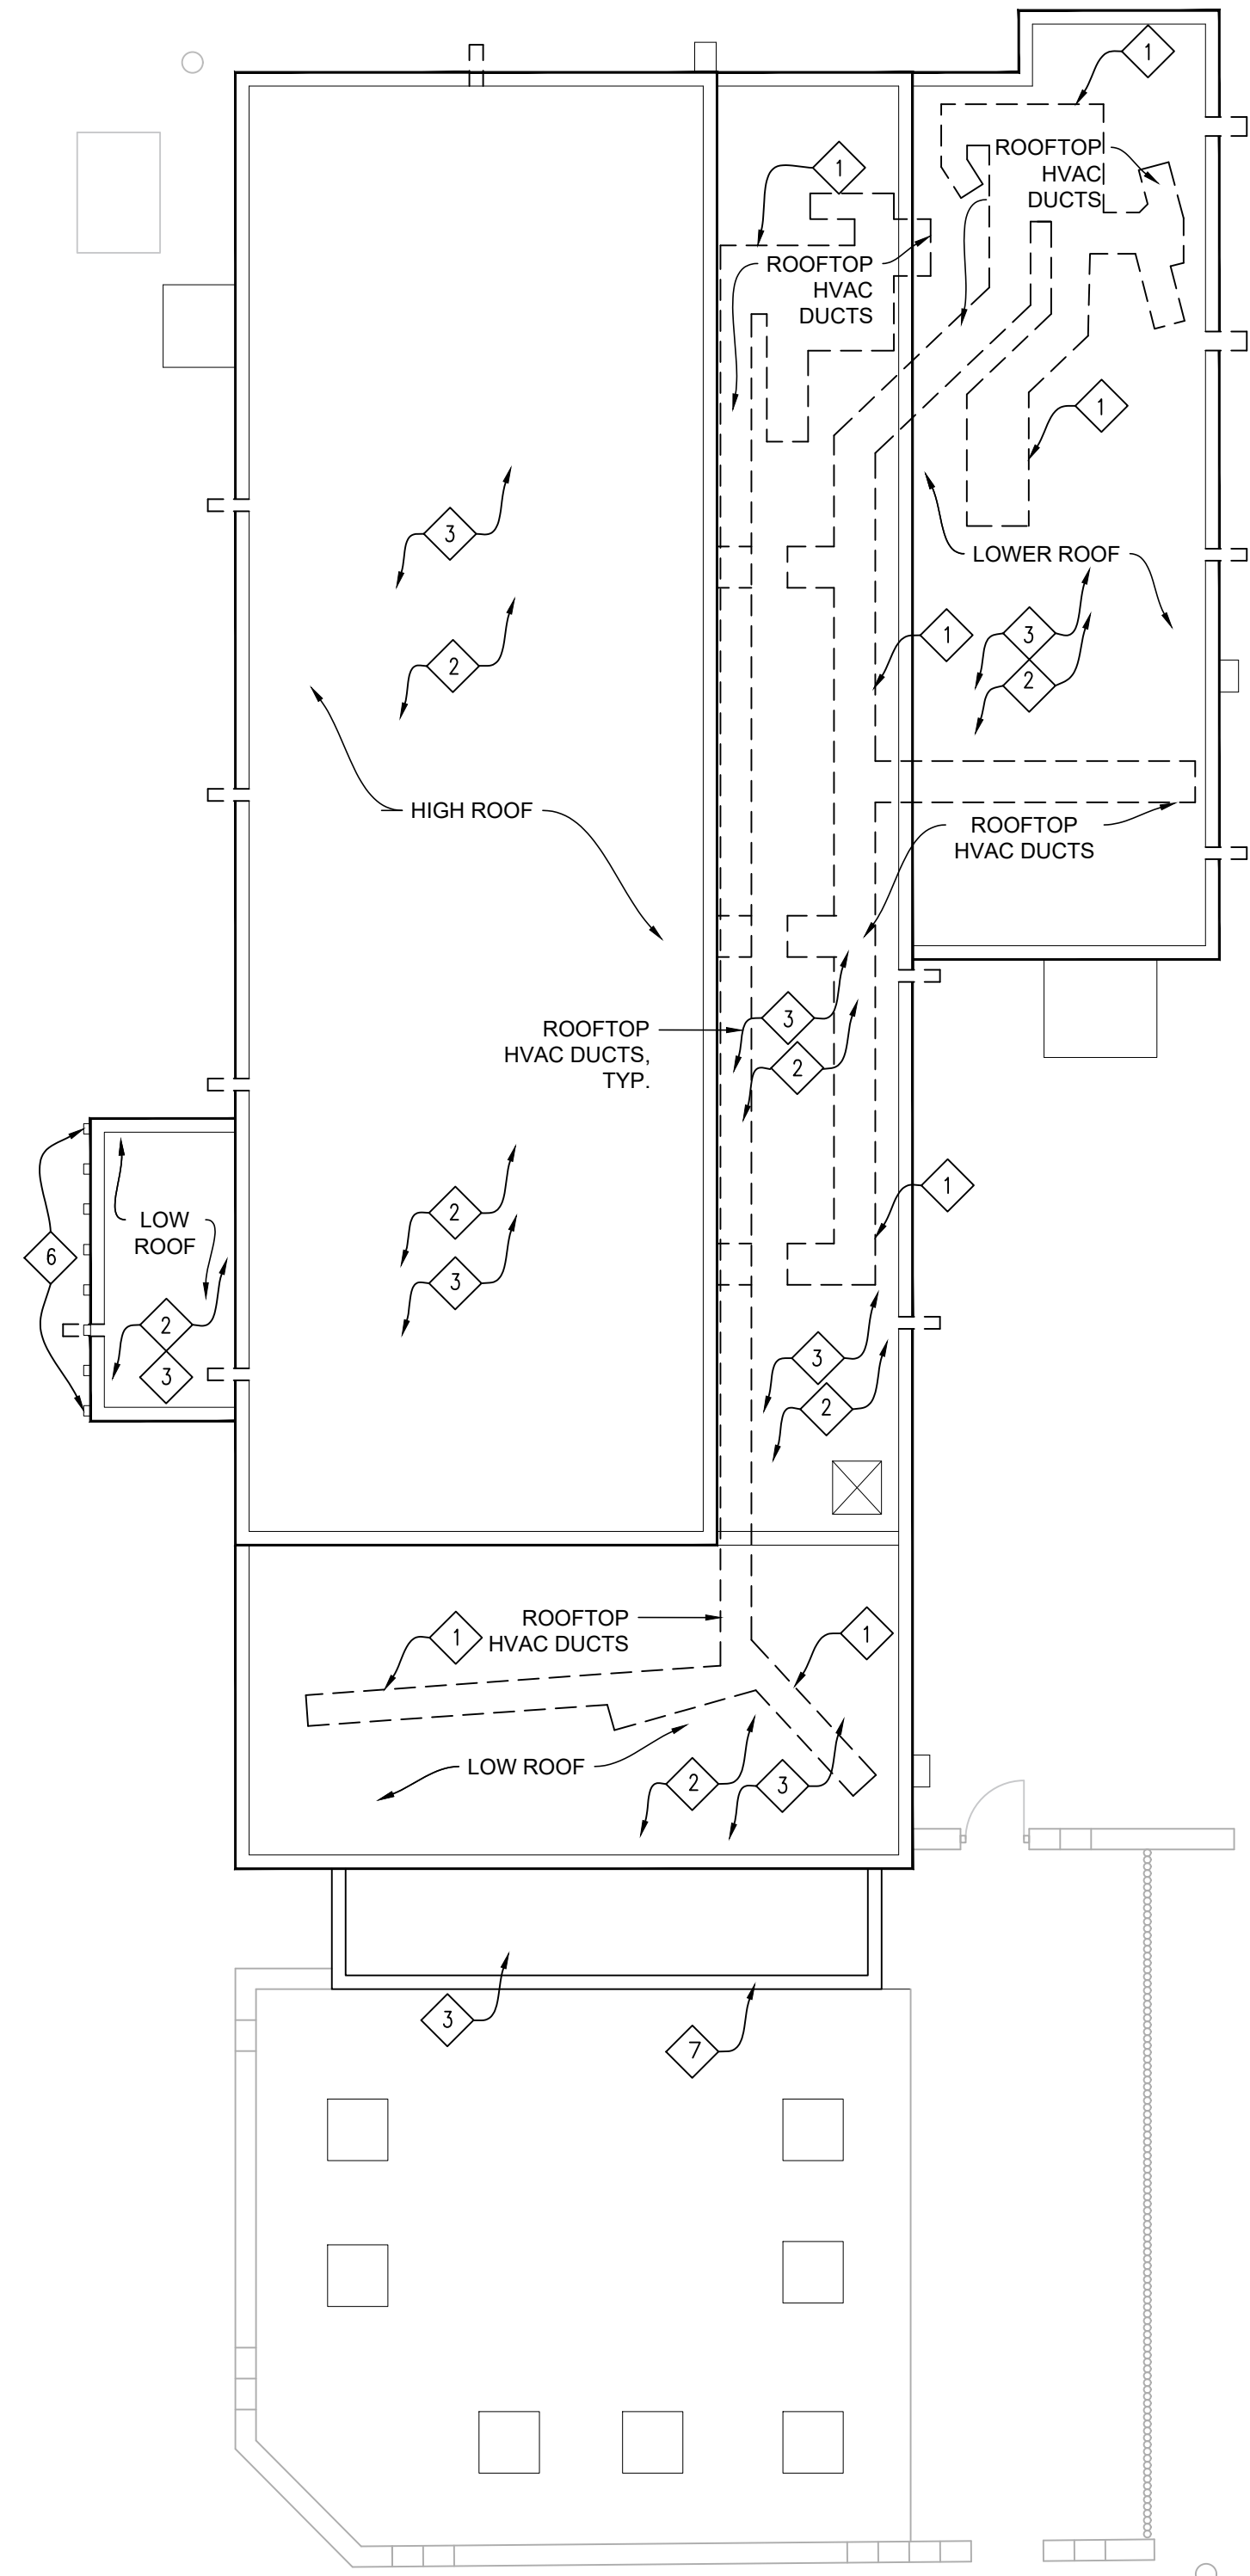 1
1
ROOFTOP
HVAC
DUCTS
ROOFTOP
HVAC
DUCTS
1
3
LOWER ROOF
3
2
1
2
HIGH ROOF
ROOFTOP
HVAC DUCTS
3
2
ROOFTOP
HVAC DUCTS,
TYP.
1
2
3
LOW
ROOF
6
2
3
3
2
1
ROOFTOP
HVAC DUCTS
1
LOW ROOF
2
3
3
7